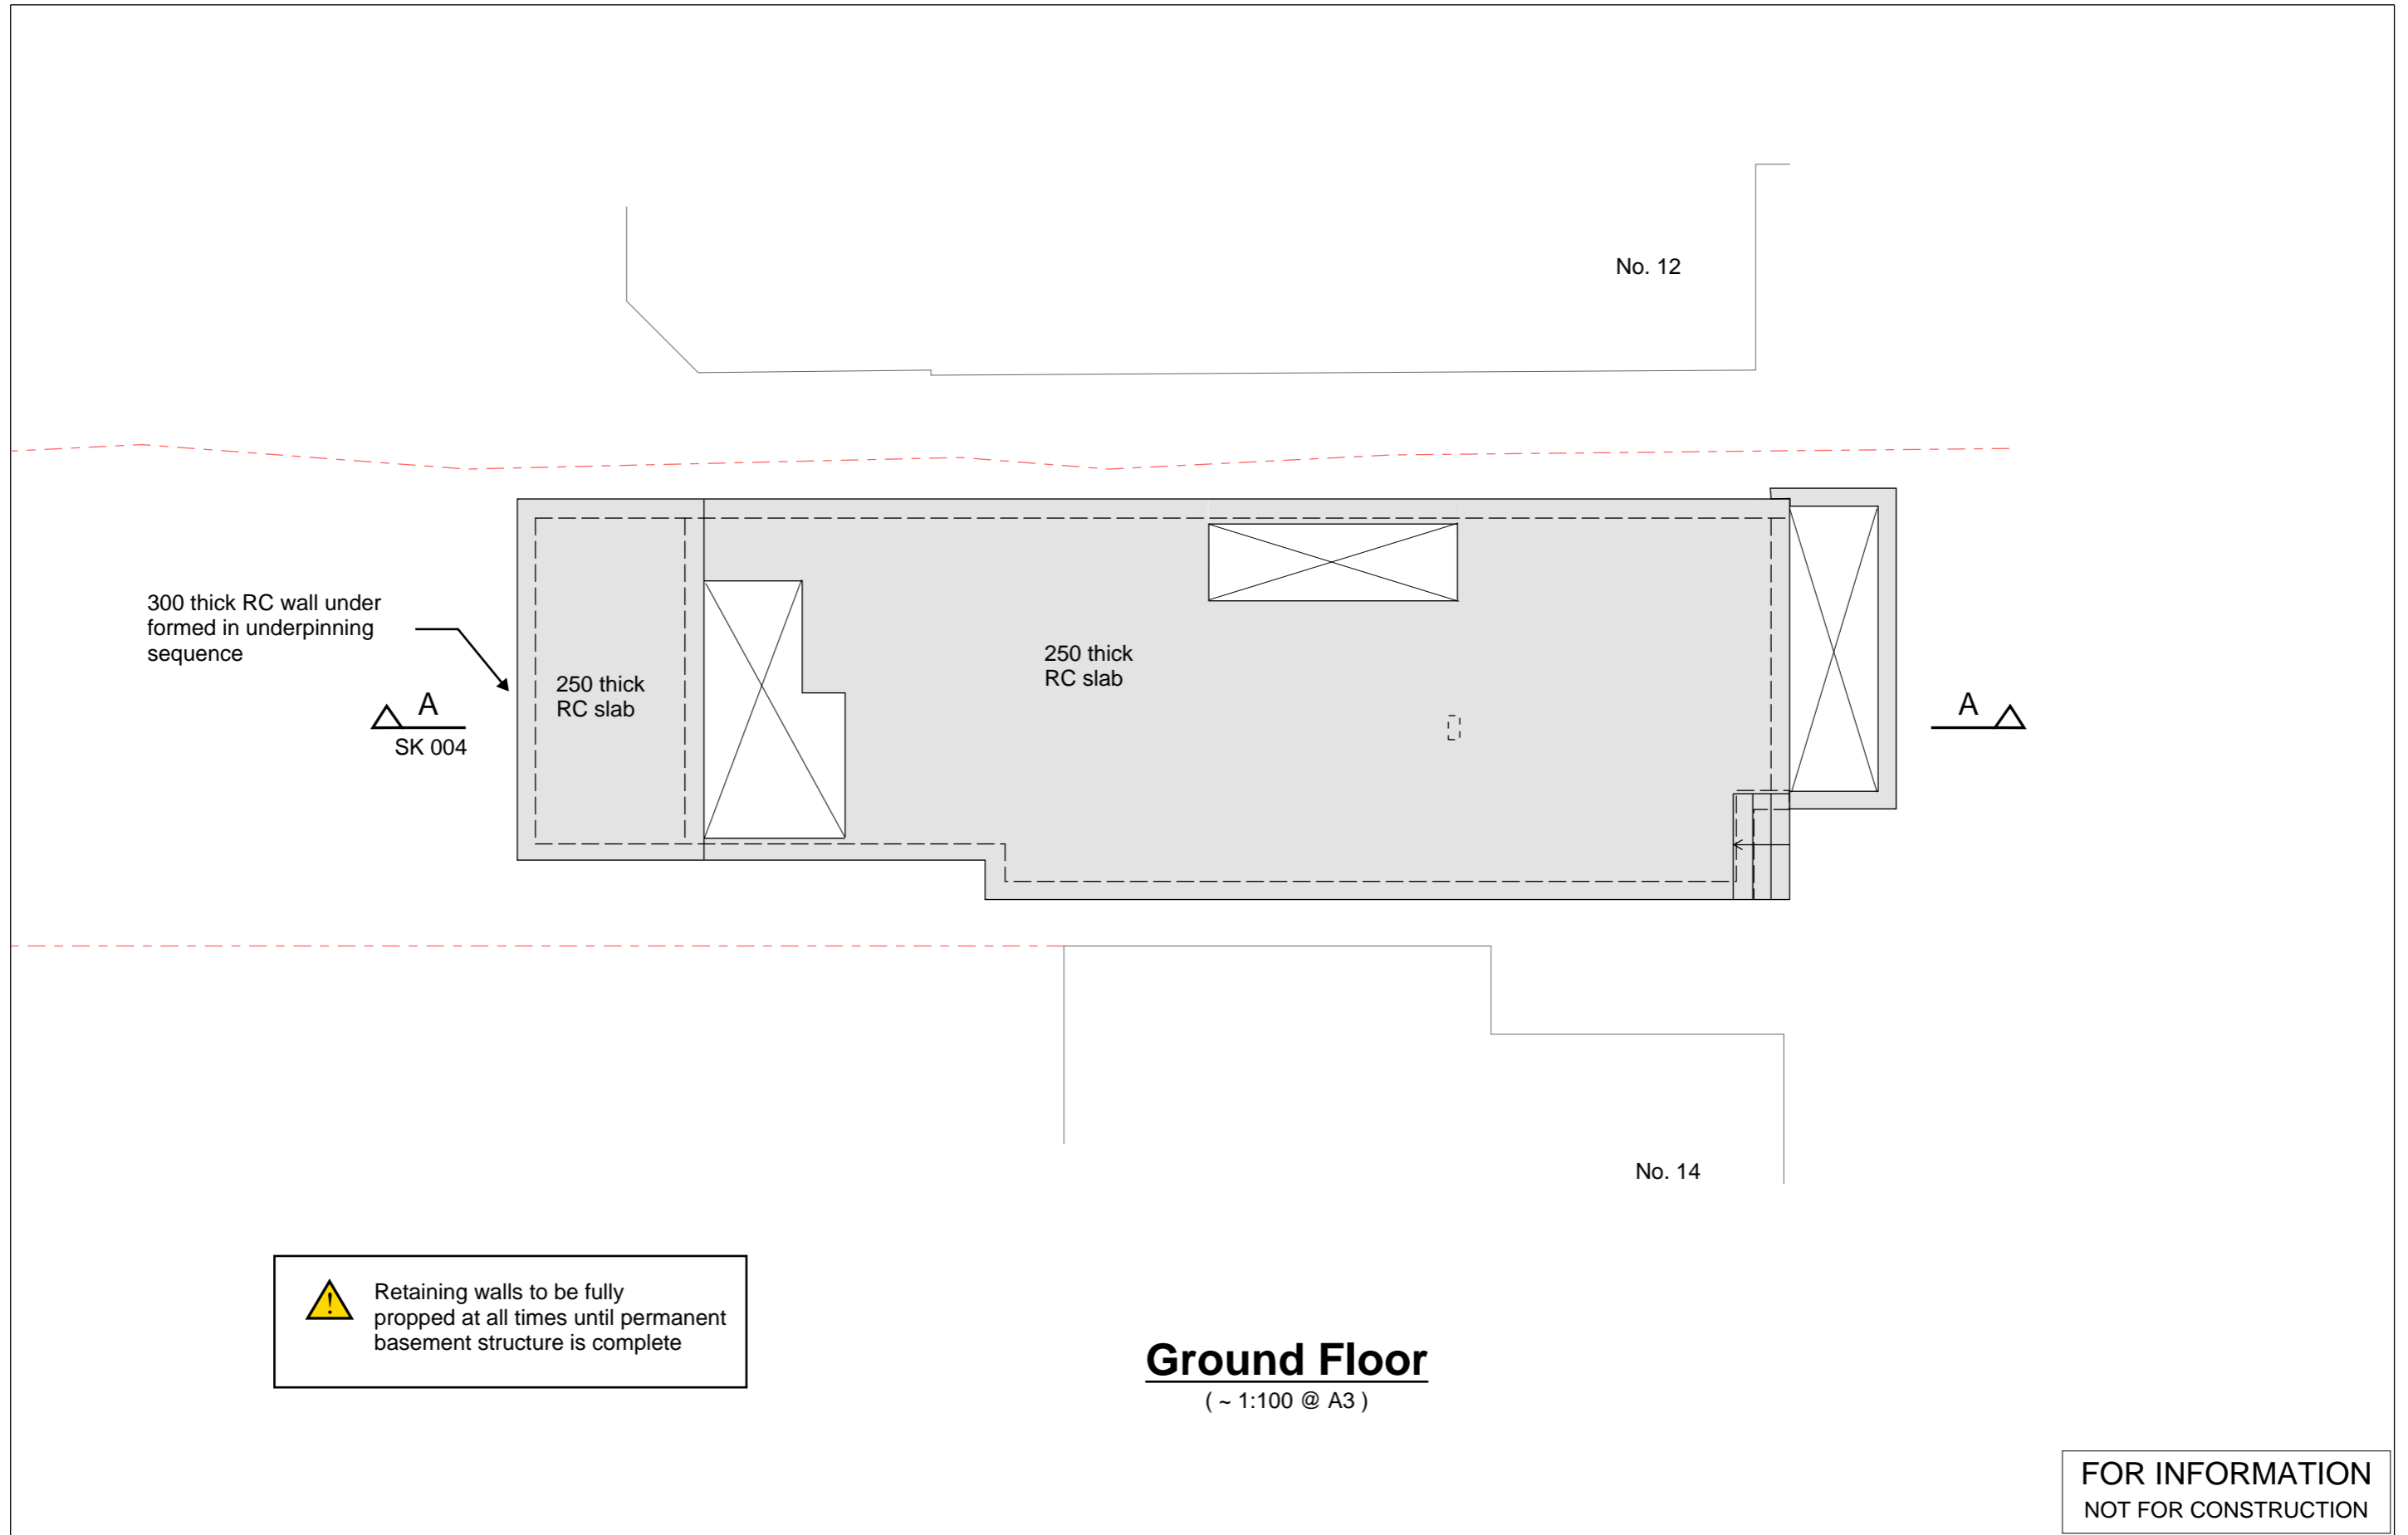 No. 12
300 thick RC wall under
formed in underpinning
sequence
250 thick
RC slab
250 thick
RC slab
A
SK 004
A
No. 14
! Retaining walls to be fully
propped at all times until permanent
basement structure is complete
Ground Floor
( ~ 1:100 @ A3 )
FOR INFORMATION
NOT FOR CONSTRUCTION